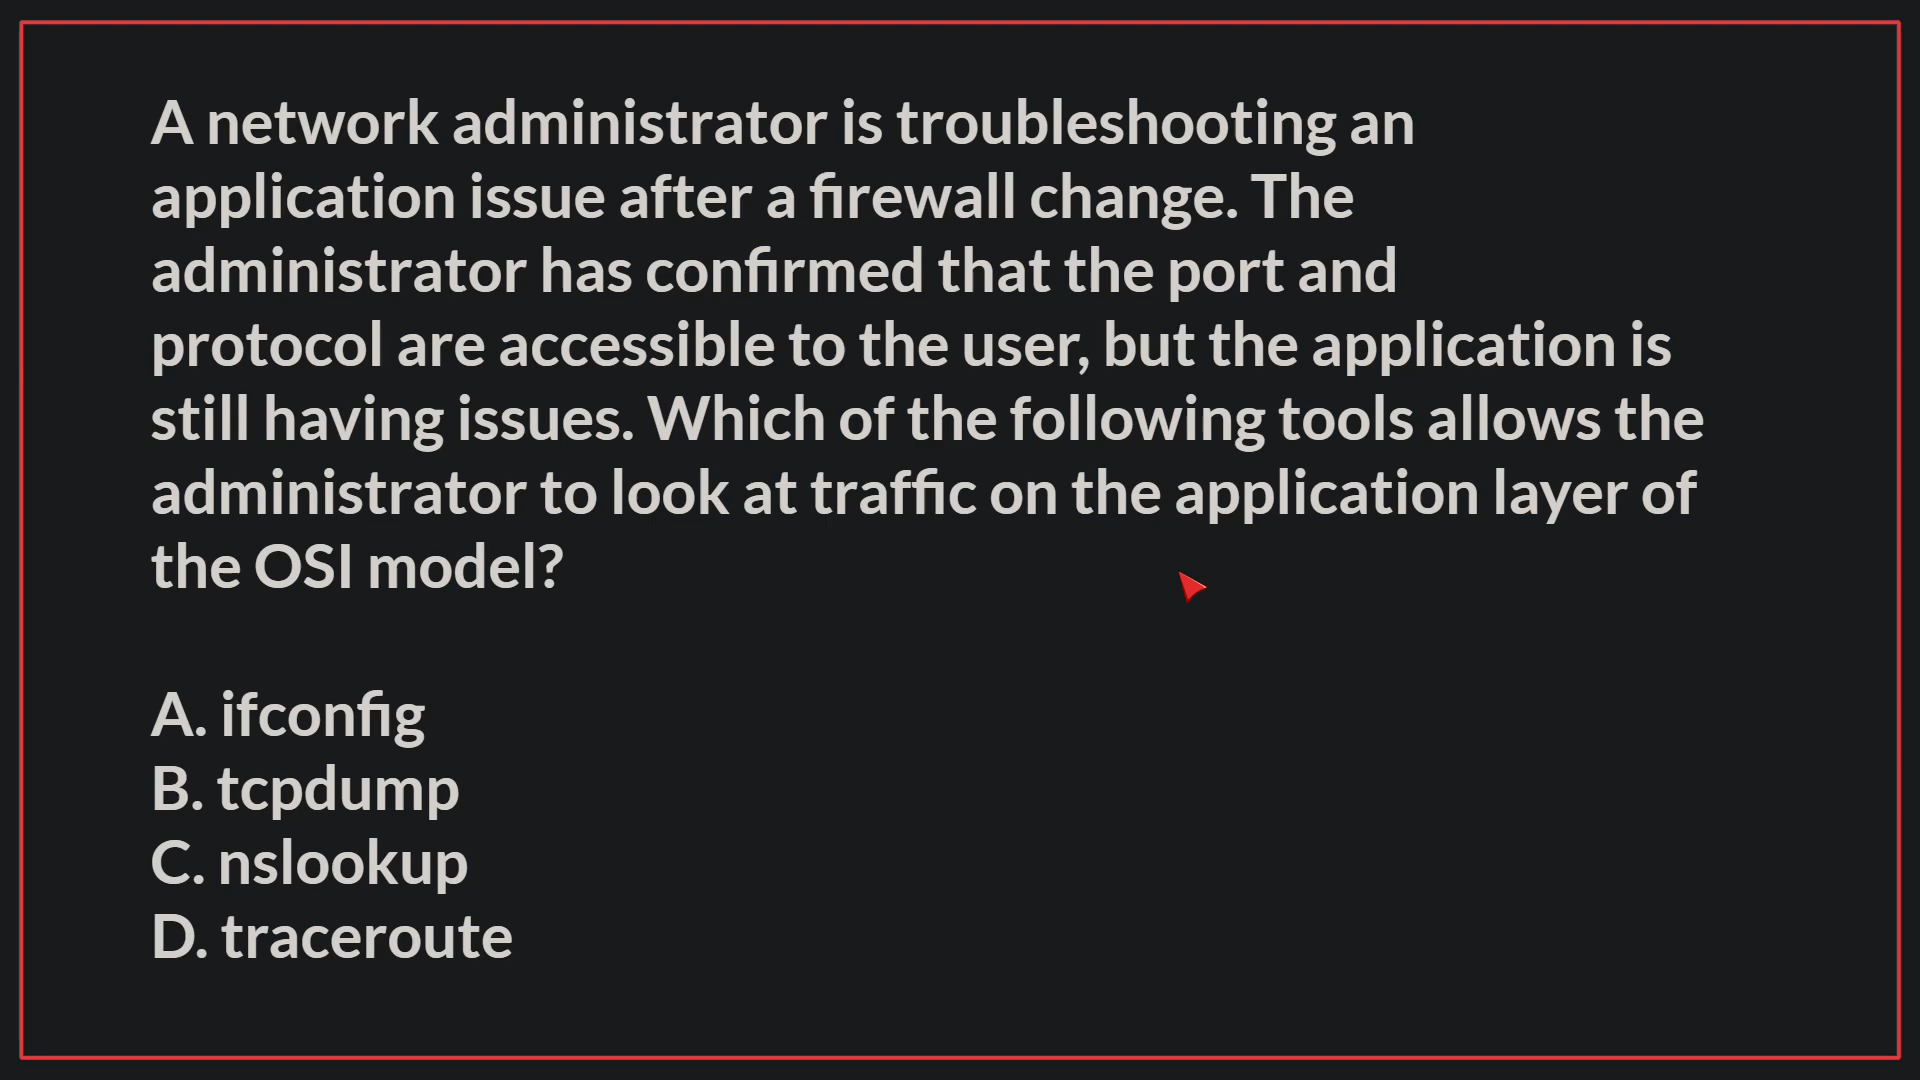 A network administrator is troubleshooting an
application issue after a firewall change. The
administrator has confirmed that the port and
protocol are accessible to the user, but the application is
still having issues. Which of the following tools allows the
administrator to look at traffic on the application layer of
the OSI model?
A. ifconfig
B. tcpdump
C. nslookup
D. traceroute